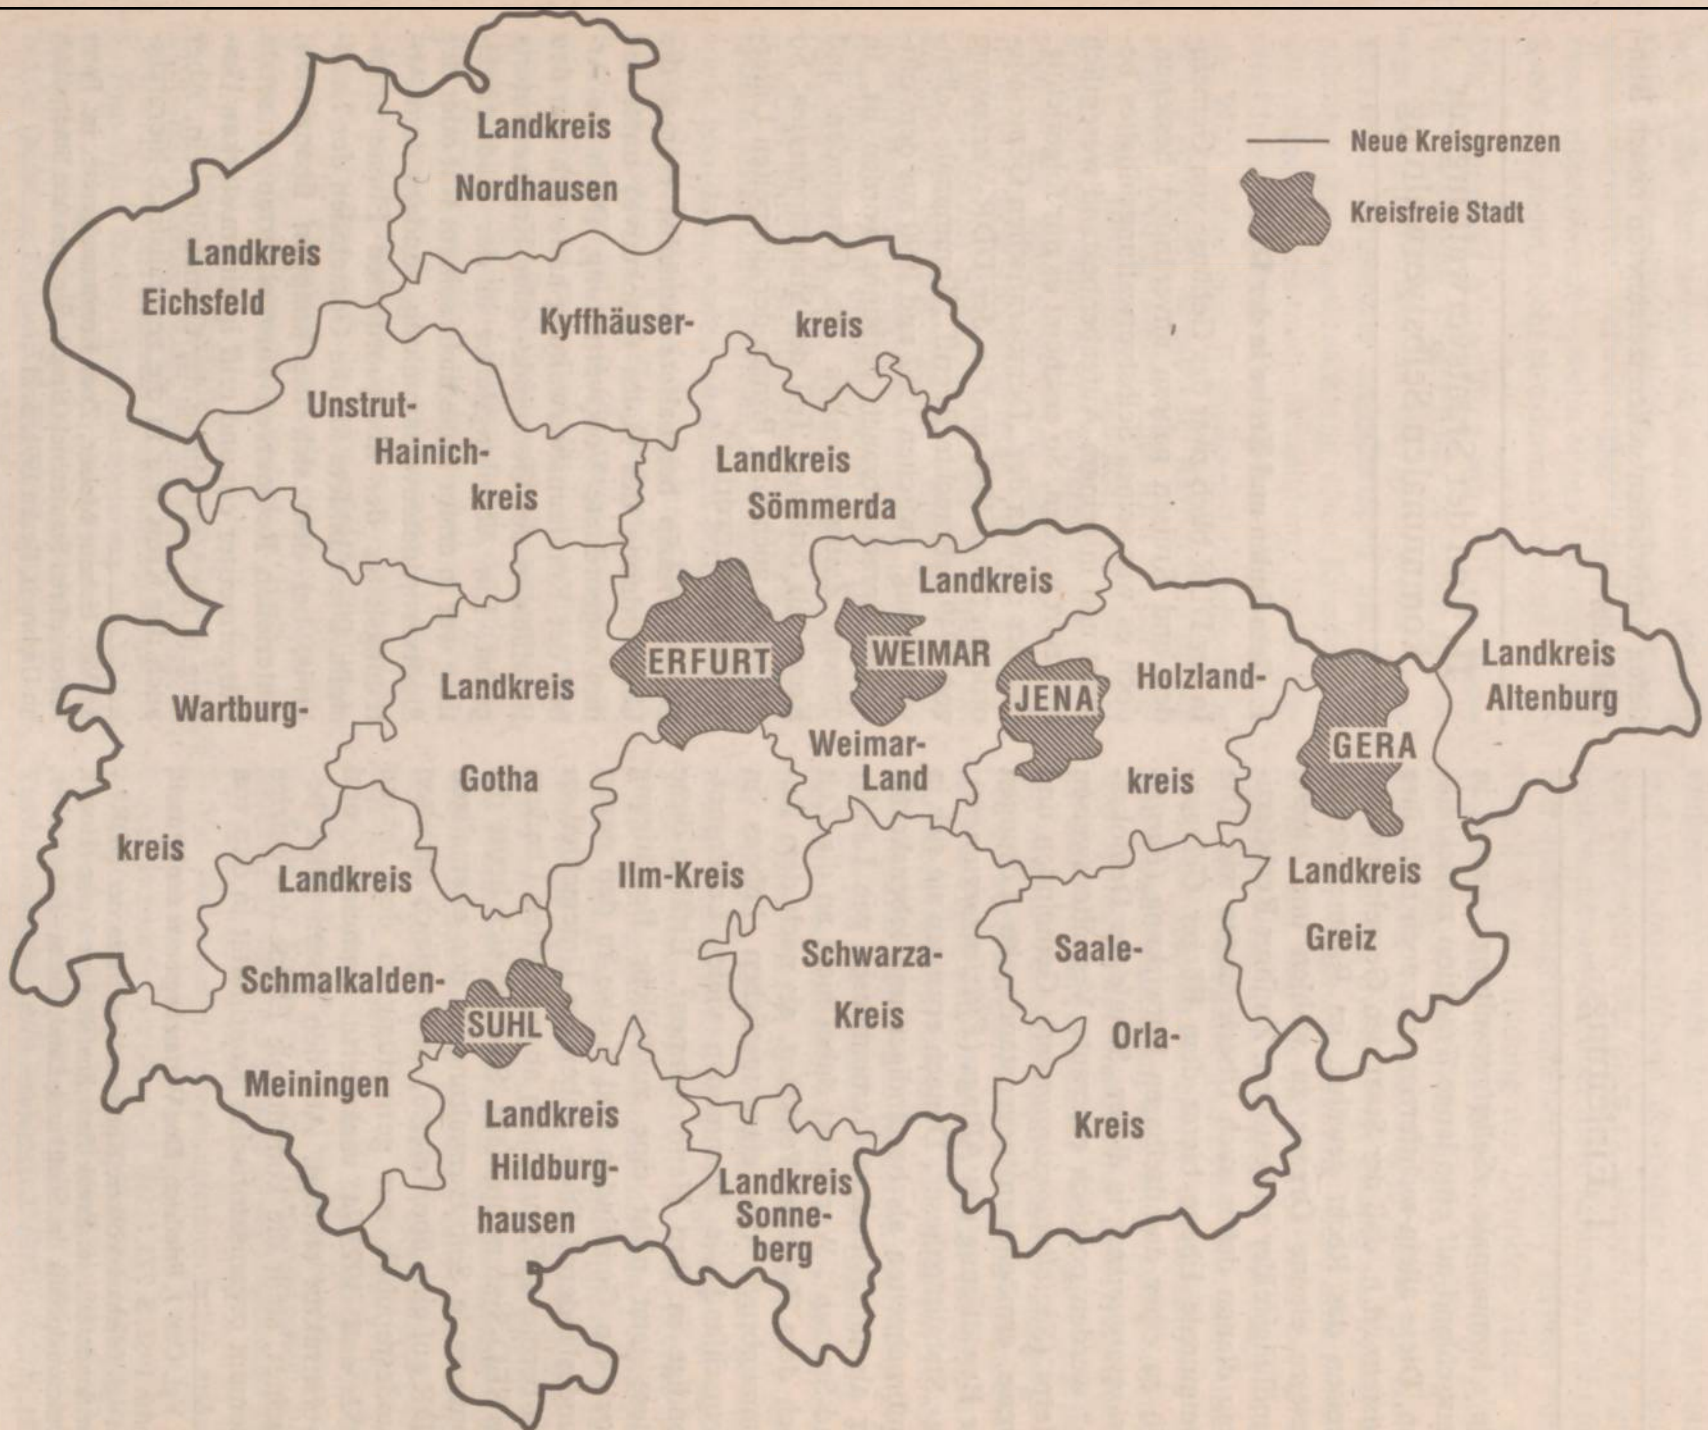 Landkreis
Nordhausen
Neue Kreisgrenzen
Kreisfreie Stadt
Landkreis
Eichsfeld
Kyffhäuser- kreis
Unstrut-
Hainich-
kreis
Landkreis
Sömmerda
Landkreis
WEIMAR
Weimar-
Land
ERFURT
JENA
Holzland-
kreis
GERA
Landkreis
Altenburg
Wartburg-
kreis
Landkreis
Gotha
Landkreis
Schmalkalden-
Meiningen
Ilm-Kreis
SUHL
Schwarza-
Kreis
Saale-
Orla-
Kreis
Landkreis
Greiz
Landkreis
Hildburg-
hausen
Landkreis
Sonne-
berg